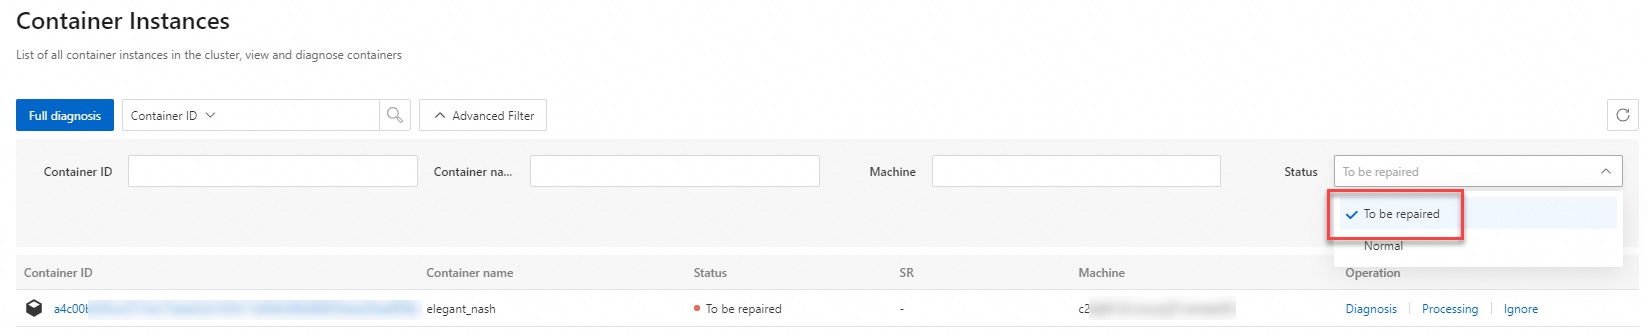 Container Instances
List of all container instances in the cluster, view and diagnose containers
Full diagnosis Container ID Advanced Filter
Container ID Container na... Machine Status To be repaired
To be repaired
Normal
Container ID Container name Status SR Machine Operation
a4c00 elegant_nash To be repaired - c2 Diagnosis Processing Ignore